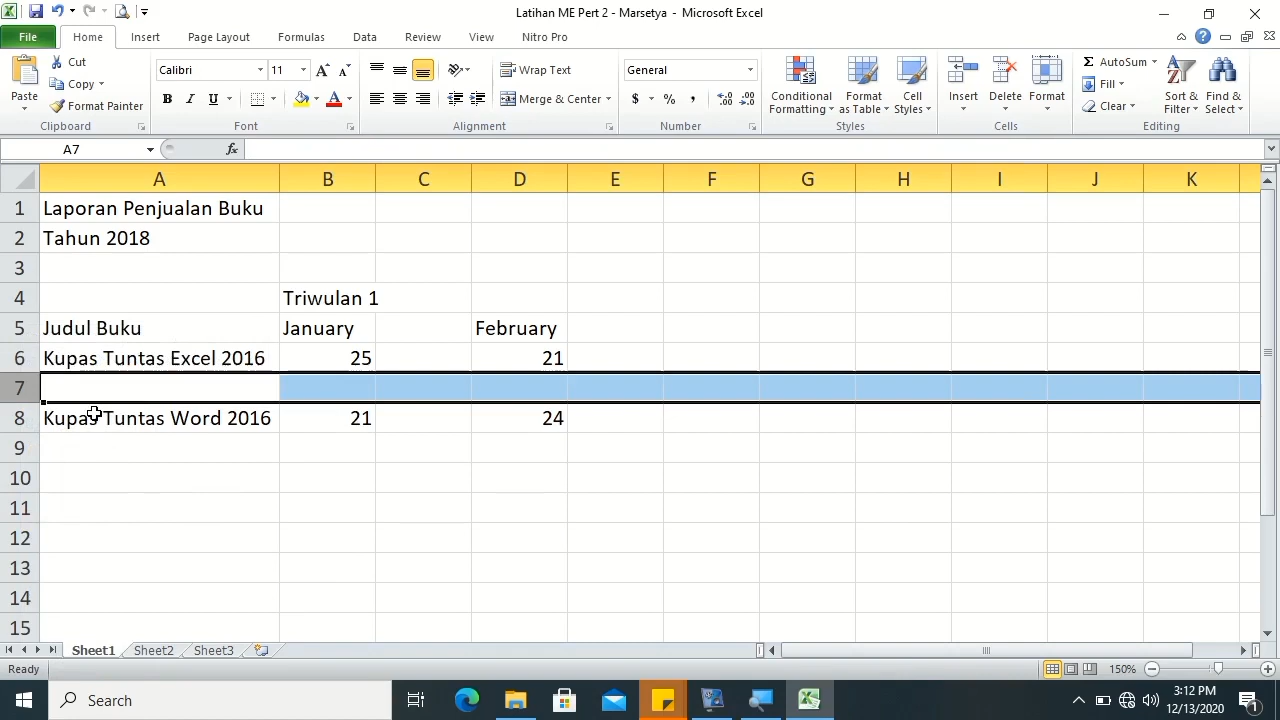 Latihan ME Pert 2 - Marsetya - Microsoft Excel
File Home Insert Page Layout Formulas Data Review View Nitro Pro
Paste
Cut
Copy
Format Painter
Clipboard
Calibri 11
B I U A
Font
Wrap Text
Merge & Center
Alignment
General
$ % ,
Number
Conditional Formatting
Format as Table
Cell Styles
Styles
Insert Delete Format
Cells
Σ AutoSum
Fill
Clear
Sort & Filter
Find & Select
Editing
A7 fx
A B C D E F G H I J K
1 Laporan Penjualan Buku
2 Tahun 2018
3
4 Triwulan 1
5 Judul Buku January February
6 Kupas Tuntas Excel 2016 25 21
7
8 Kupas Tuntas Word 2016 21 24
9
10
11
12
13
14
15
Sheet1 Sheet2 Sheet3
Ready 150%
Search
3:12 PM
12/13/2020
1